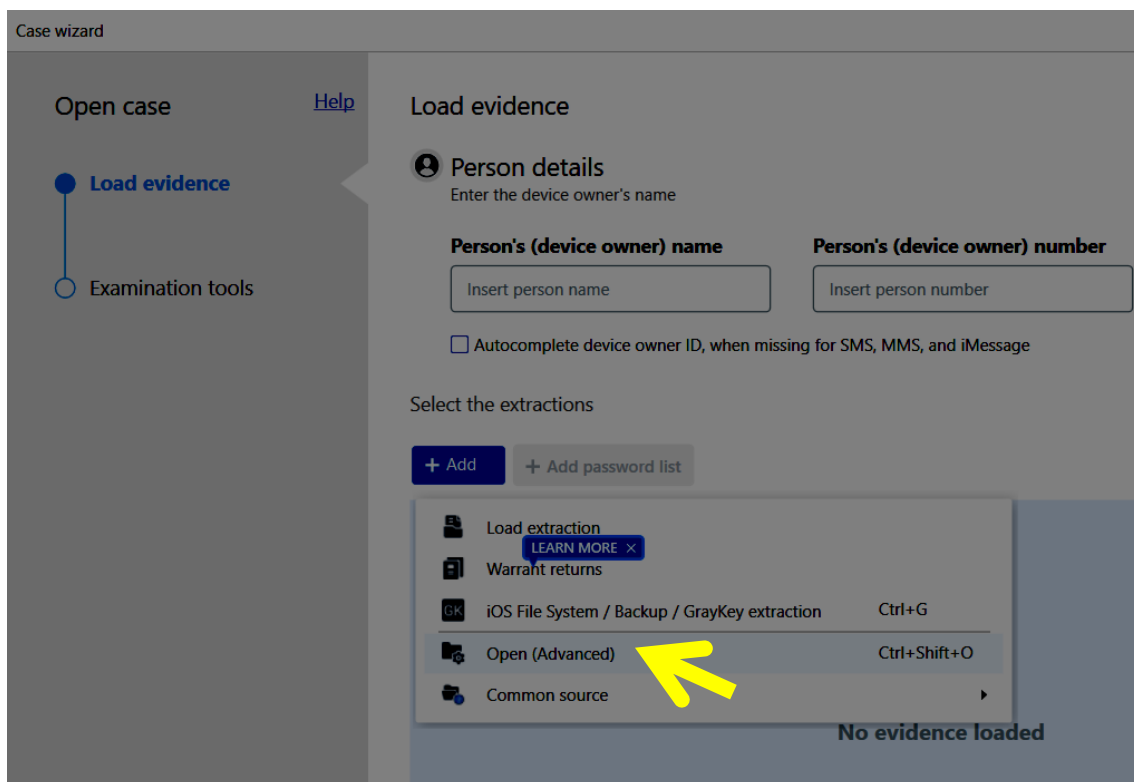 Case wizard
Open case
Help
Load evidence
Examination tools
Load evidence
Person details
Enter the device owner's name
Person's (device owner) name
Person's (device owner) number
Insert person name
Insert person number
Autocomplete device owner ID, when missing for SMS, MMS, and iMessage
Select the extractions
+ Add
+ Add password list
Load extraction
LEARN MORE ×
Warrant returns
GK iOS File System / Backup / GrayKey extraction Ctrl+G
Open (Advanced) Ctrl+Shift+O
Common source
No evidence loaded